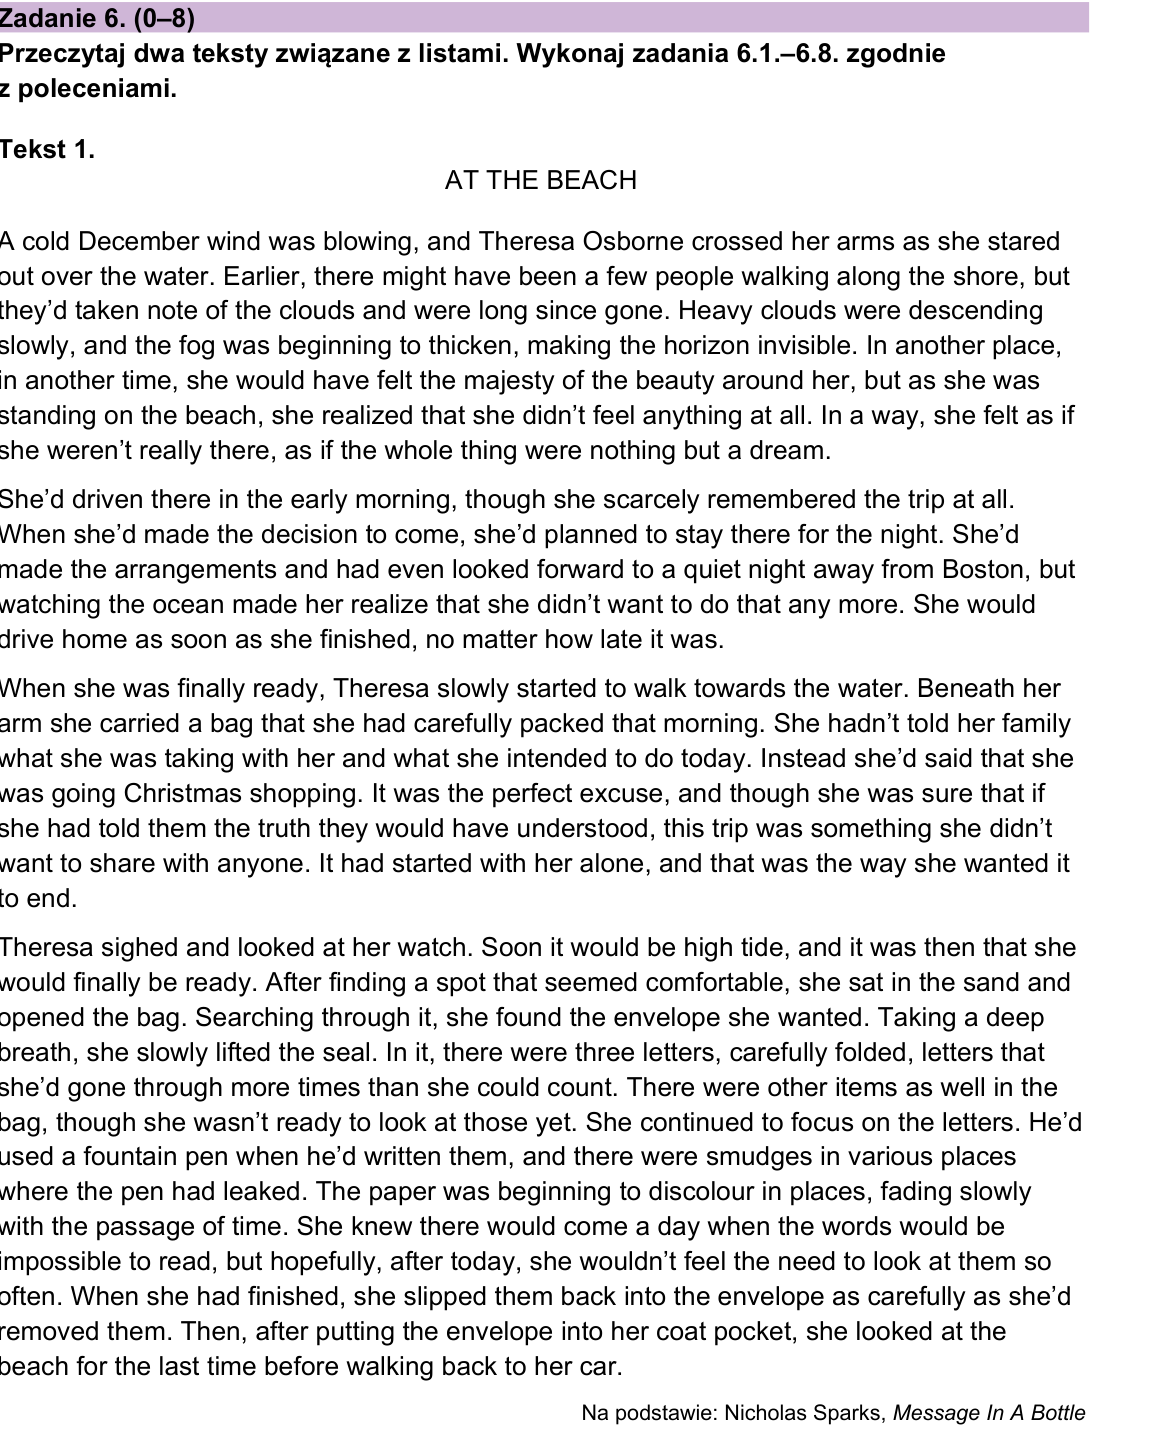 Zadanie 6. (0–8)
Przeczytaj dwa teksty związane z listami. Wykonaj zadania 6.1.–6.8. zgodnie
z poleceniami.
Tekst 1.
AT THE BEACH
A cold December wind was blowing, and Theresa Osborne crossed her arms as she stared
out over the water. Earlier, there might have been a few people walking along the shore, but
they’d taken note of the clouds and were long since gone. Heavy clouds were descending
slowly, and the fog was beginning to thicken, making the horizon invisible. In another place,
in another time, she would have felt the majesty of the beauty around her, but as she was
standing on the beach, she realized that she didn’t feel anything at all. In a way, she felt as if
she weren’t really there, as if the whole thing were nothing but a dream.
She’d driven there in the early morning, though she scarcely remembered the trip at all.
When she’d made the decision to come, she’d planned to stay there for the night. She’d
made the arrangements and had even looked forward to a quiet night away from Boston, but
watching the ocean made her realize that she didn’t want to do that any more. She would
drive home as soon as she finished, no matter how late it was.
When she was finally ready, Theresa slowly started to walk towards the water. Beneath her
arm she carried a bag that she had carefully packed that morning. She hadn’t told her family
what she was taking with her and what she intended to do today. Instead she’d said that she
was going Christmas shopping. It was the perfect excuse, and though she was sure that if
she had told them the truth they would have understood, this trip was something she didn’t
want to share with anyone. It had started with her alone, and that was the way she wanted it
to end.
Theresa sighed and looked at her watch. Soon it would be high tide, and it was then that she
would finally be ready. After finding a spot that seemed comfortable, she sat in the sand and
opened the bag. Searching through it, she found the envelope she wanted. Taking a deep
breath, she slowly lifted the seal. In it, there were three letters, carefully folded, letters that
she’d gone through more times than she could count. There were other items as well in the
bag, though she wasn’t ready to look at those yet. She continued to focus on the letters. He’d
used a fountain pen when he’d written them, and there were smudges in various places
where the pen had leaked. The paper was beginning to discolour in places, fading slowly
with the passage of time. She knew there would come a day when the words would be
impossible to read, but hopefully, after today, she wouldn’t feel the need to look at them so
often. When she had finished, she slipped them back into the envelope as carefully as she’d
removed them. Then, after putting the envelope into her coat pocket, she looked at the
beach for the last time before walking back to her car.
Na podstawie: Nicholas Sparks, Message In A Bottle